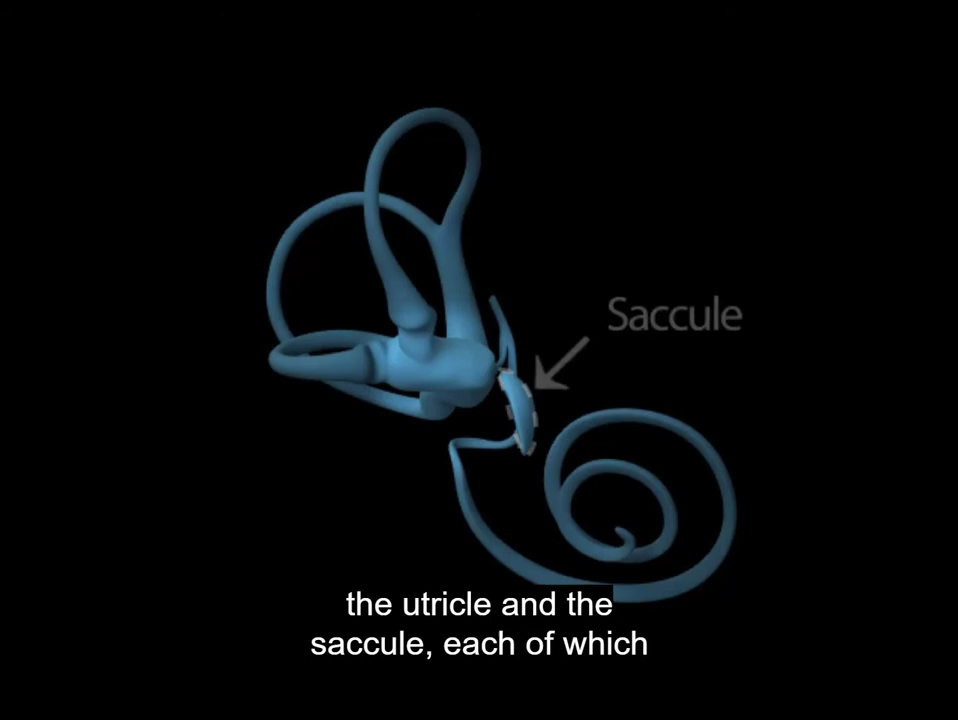 Saccule
the utricle and the
saccule, each of which